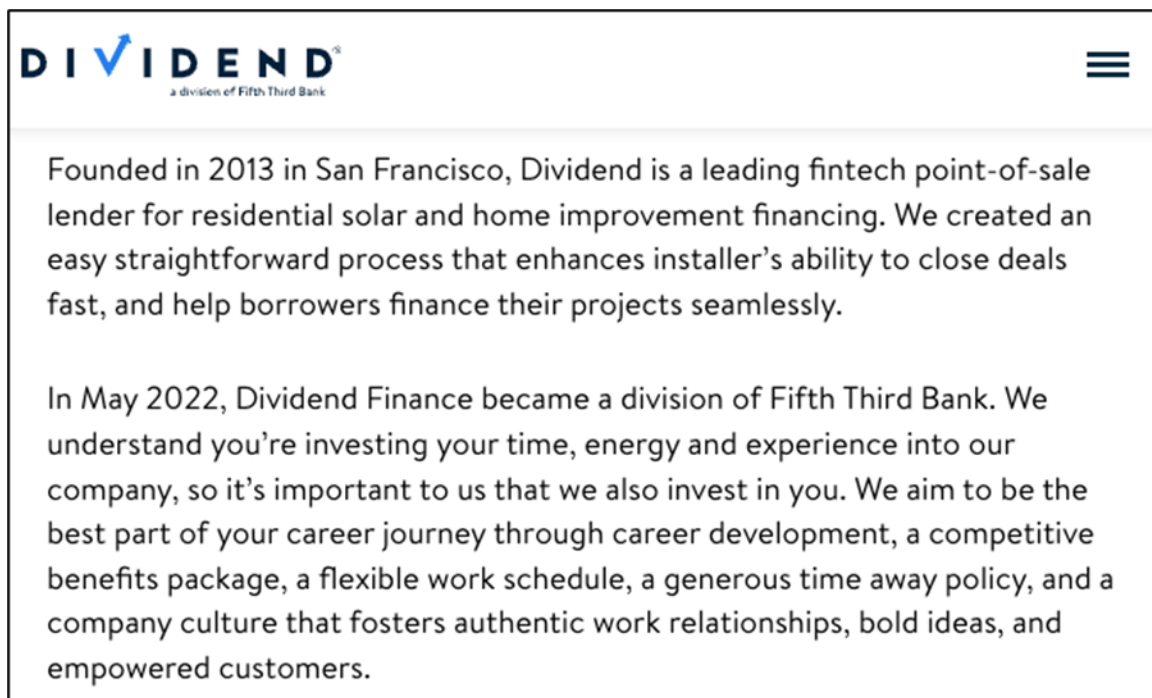 DIVIDEND
a division of Fifth Third Bank
Founded in 2013 in San Francisco, Dividend is a leading fintech point-of-sale
lender for residential solar and home improvement financing. We created an
easy straightforward process that enhances installer’s ability to close deals
fast, and help borrowers finance their projects seamlessly.
In May 2022, Dividend Finance became a division of Fifth Third Bank. We
understand you’re investing your time, energy and experience into our
company, so it’s important to us that we also invest in you. We aim to be the
best part of your career journey through career development, a competitive
benefits package, a flexible work schedule, a generous time away policy, and a
company culture that fosters authentic work relationships, bold ideas, and
empowered customers.